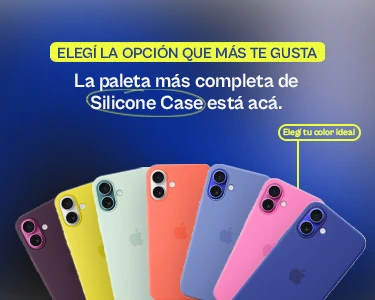 ELEGÍ LA OPCIÓN QUE MÁS TE GUSTA
La paleta más completa de
Silicone Case está acá.
Elegí tu color ideal